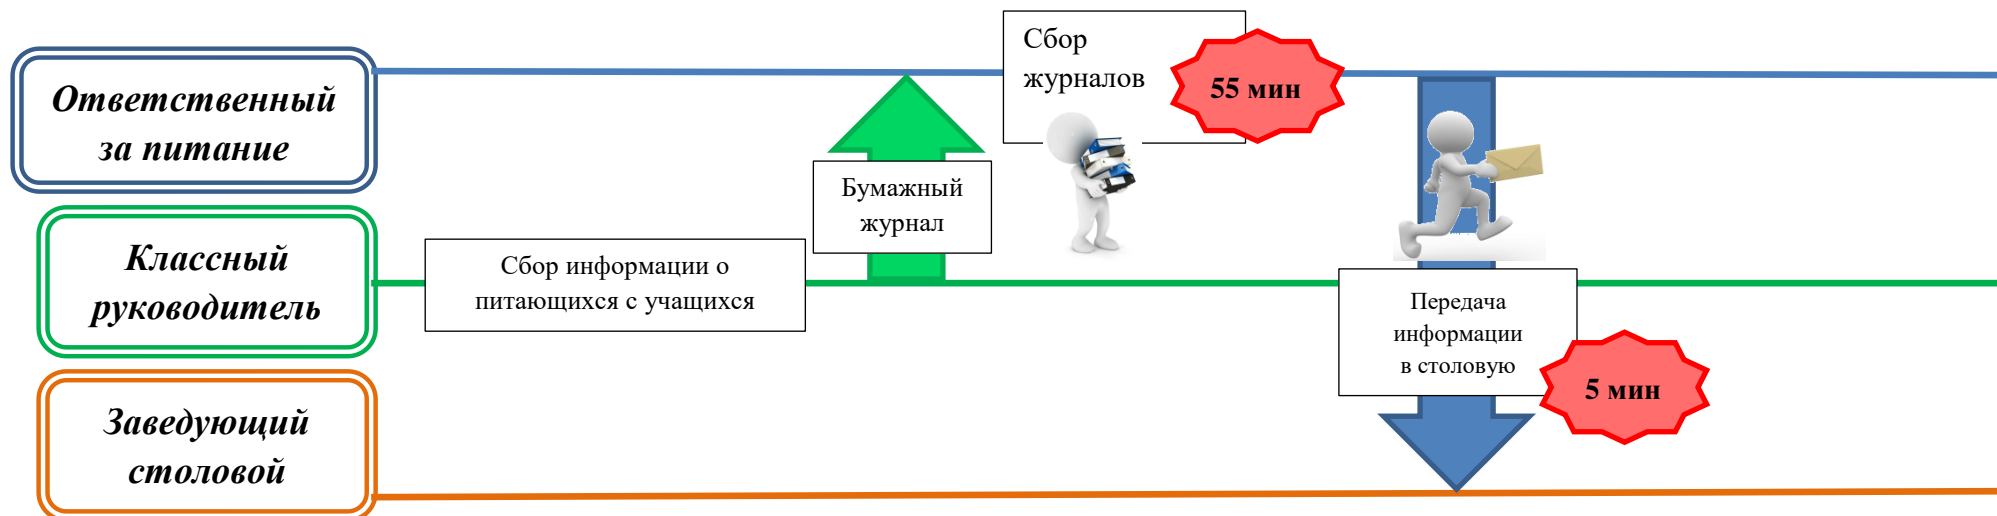 Ответственный
за питание
Сбор
журналов
55 мин
Бумажный
журнал
Классный
руководитель
Сбор информации о
питающихся с учащихся
Передача
информации
в столовую
5 мин
Заведующий
столовой